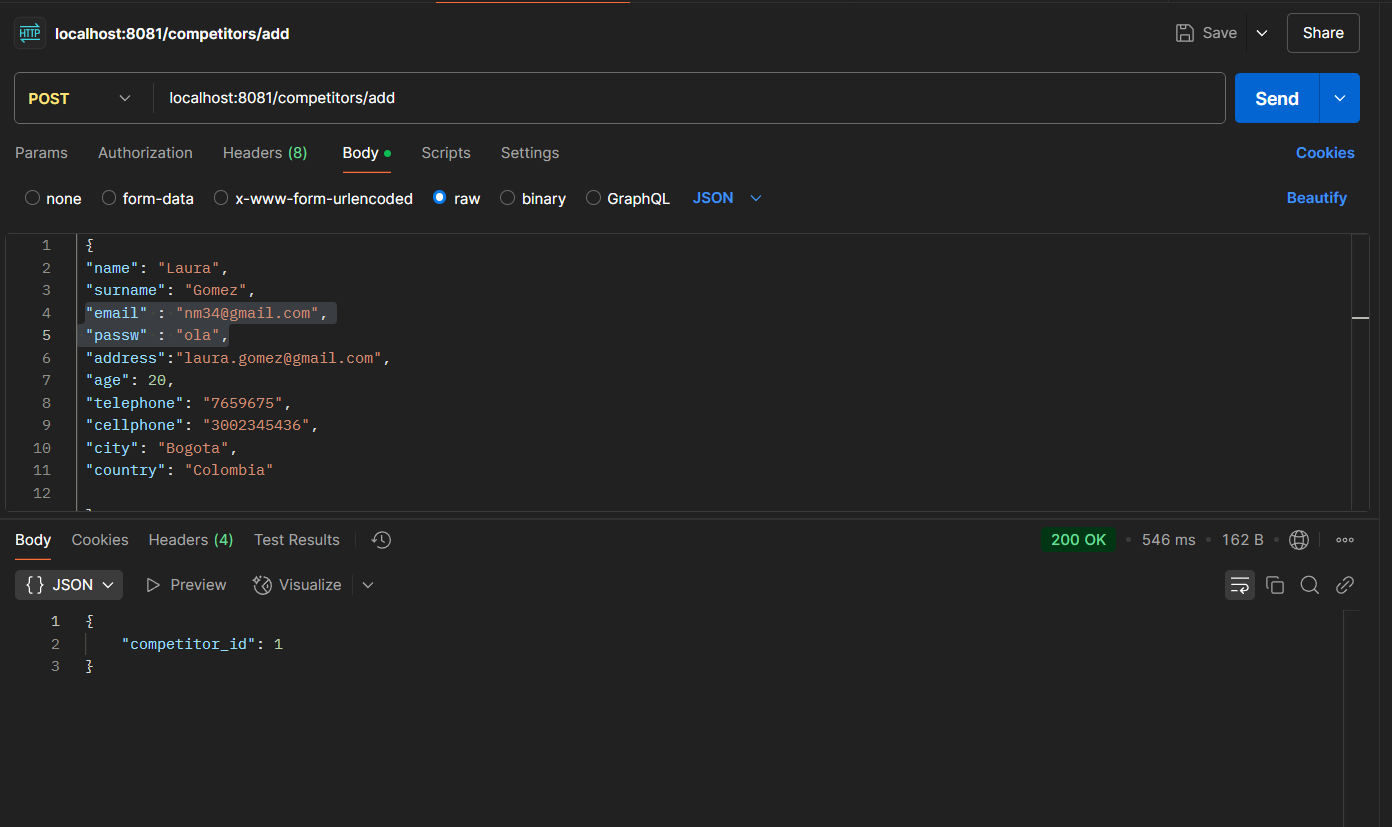 HTTP localhost:8081/competitors/add Save Share
POST localhost:8081/competitors/add Send
Params Authorization Headers (8) Body Scripts Settings Cookies
none form-data x-www-form-urlencoded raw binary GraphQL JSON Beautify
1 {
2 "name": "Laura",
3 "surname": "Gomez",
4 "email" : "nm34@gmail.com",
5 "passw" : "ola",
6 "address":"laura.gomez@gmail.com",
7 "age": 20,
8 "telephone": "7659675",
9 "cellphone": "3002345436",
10 "city": "Bogota",
11 "country": "Colombia"
12
Body Cookies Headers (4) Test Results 200 OK • 546 ms • 162 B •
{} JSON Preview Visualize
1 {
2 "competitor_id": 1
3 }